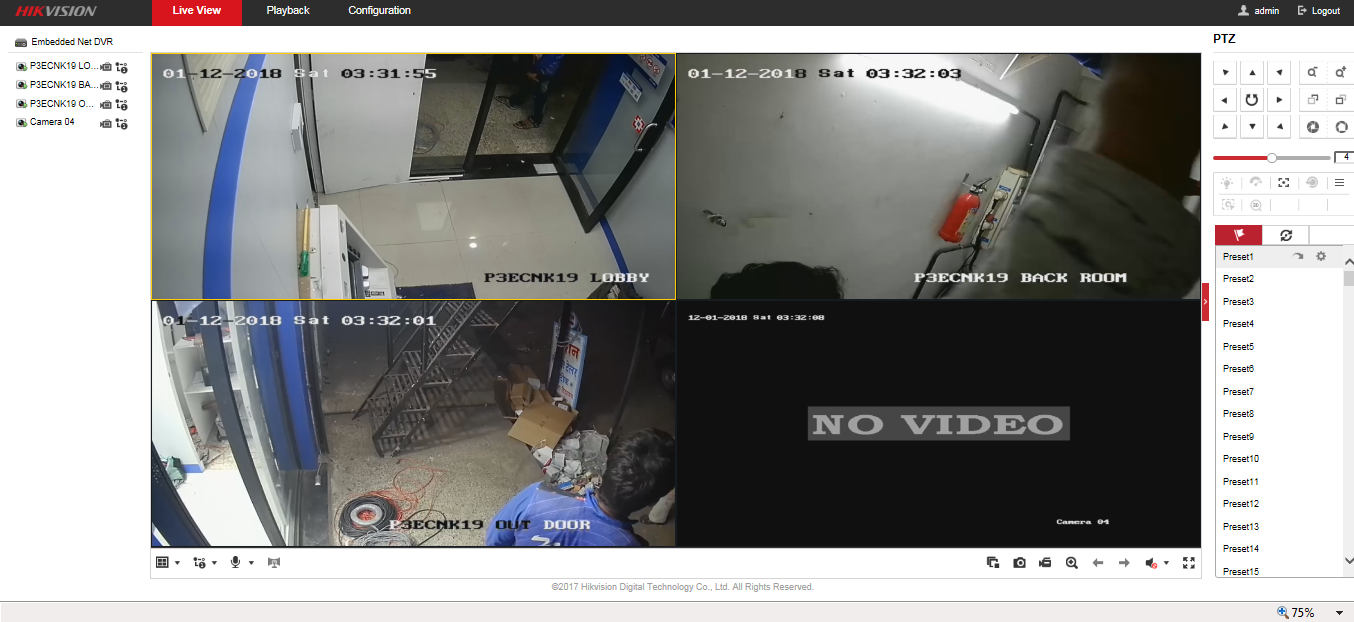 HIKVISION
Live View
Playback
Configuration
admin
Logout
Embedded Net DVR
P3ECNK19 LO...
P3ECNK19 BA...
P3ECNK19 O...
Camera 04
01-12-2018 Sat 03:31:55
P3ECNK19 LOBBY
01-12-2018 Sat 03:32:03
P3ECNK19 BACK ROOM
01-12-2018 Sat 03:32:01
P3ECNK19 OUT DOOR
12-01-2018 Sat 03:32:08
NO VIDEO
Camera 04
PTZ
4
3D
Preset1
Preset2
Preset3
Preset4
Preset5
Preset6
Preset7
Preset8
Preset9
Preset10
Preset11
Preset12
Preset13
Preset14
Preset15
©2017 Hikvision Digital Technology Co., Ltd. All Rights Reserved.
75%